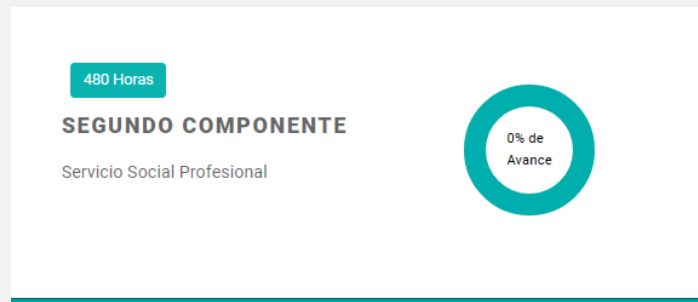 480 Horas
SEGUNDO COMPONENTE
Servicio Social Profesional
0% de
Avance